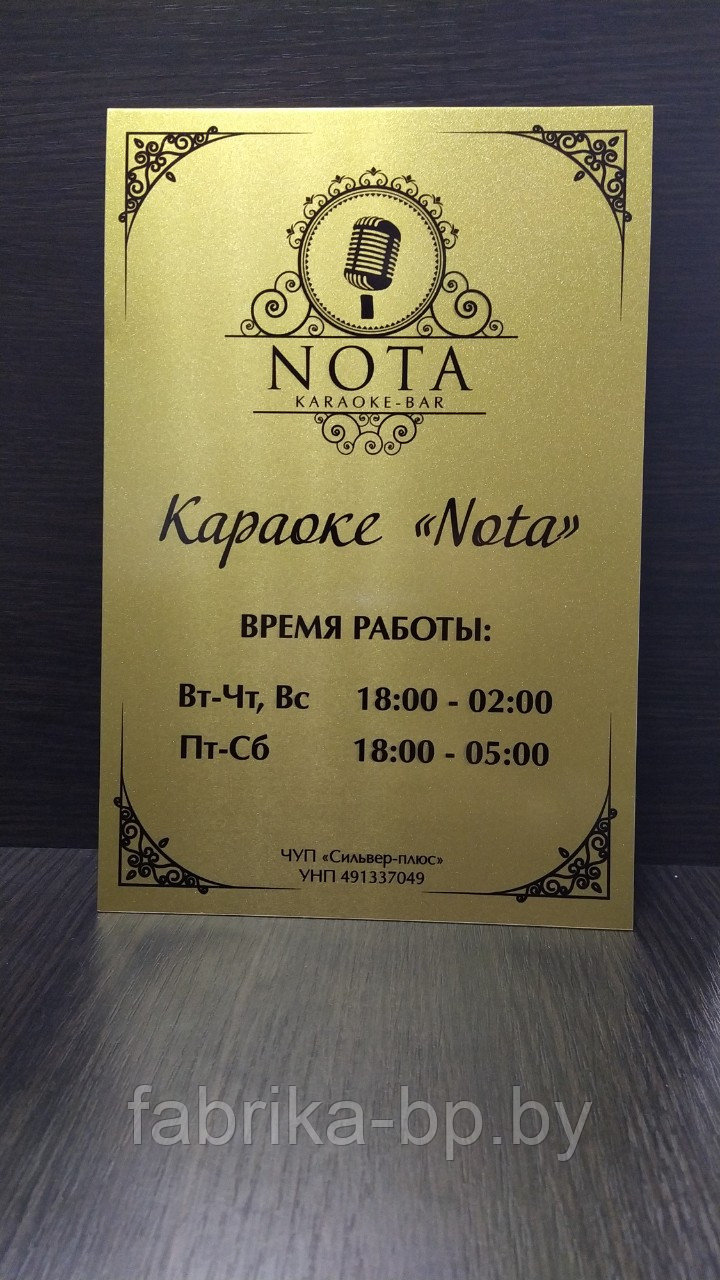 NOTA
KARAOKE-BAR
Караоке «Nota»
ВРЕМЯ РАБОТЫ:
Вт-Чт, Вс 18:00 - 02:00
Пт-Сб 18:00 - 05:00
ЧУП «Сильвер-плюс»
УНП 491337049
fabrika-bp.by